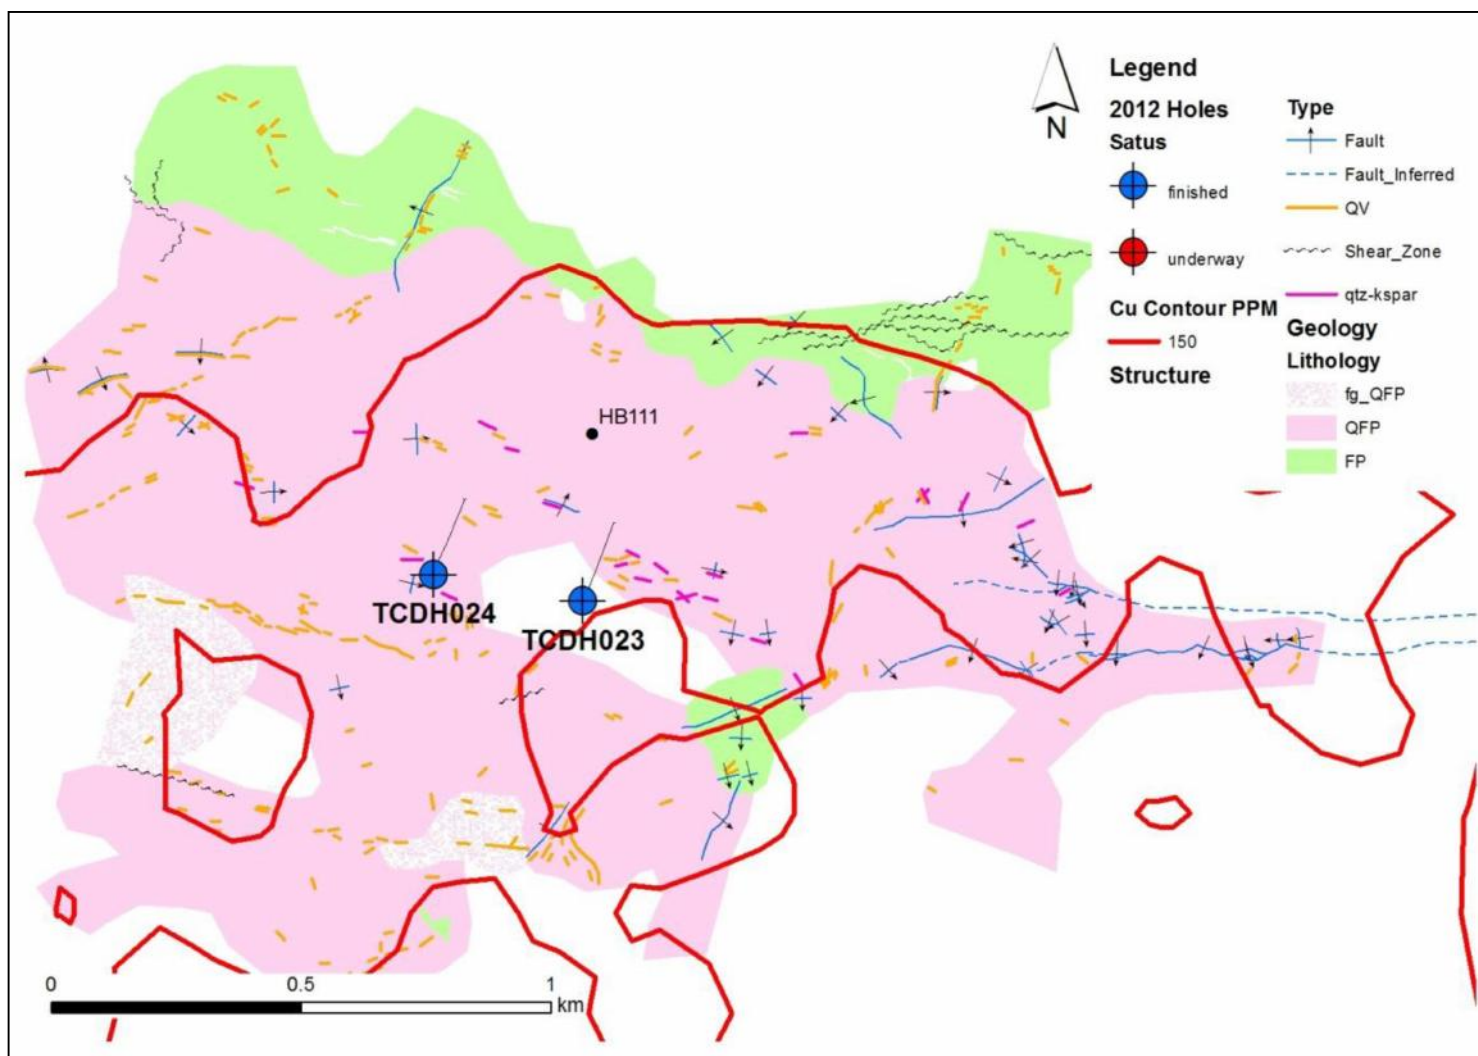 Legend
2012 Holes
Satus
finished
underway
Cu Contour PPM
150
Structure
Type
Fault
Fault_Inferred
QV
Shear_Zone
qtz-kspar
Geology
Lithology
fg_QFP
QFP
FP
N
HB111
TCDH024
TCDH023
0 0.5 1
km